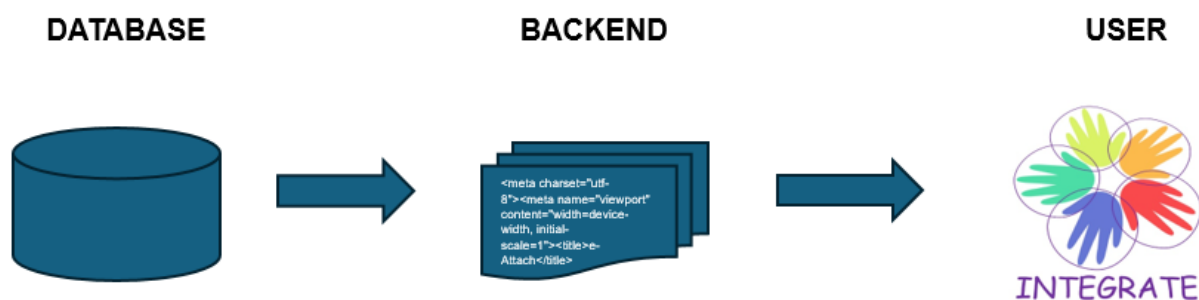 DATABASE
BACKEND
USER
<meta charset="utf-
8"><meta name="viewport"
content="width=device-
width, initial-
scale=1"><title>e-
Attach</title>
INTEGRATE